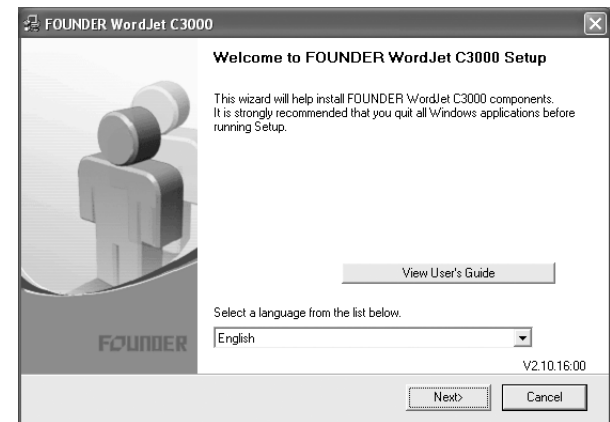 FOUNDER WordJet C3000
Welcome to FOUNDER WordJet C3000 Setup
This wizard will help install FOUNDER WordJet C3000 components.
It is strongly recommended that you quit all Windows applications before
running Setup.
View User's Guide
Select a language from the list below.
FOUNDER
English
V2.10.16:00
Next>
Cancel